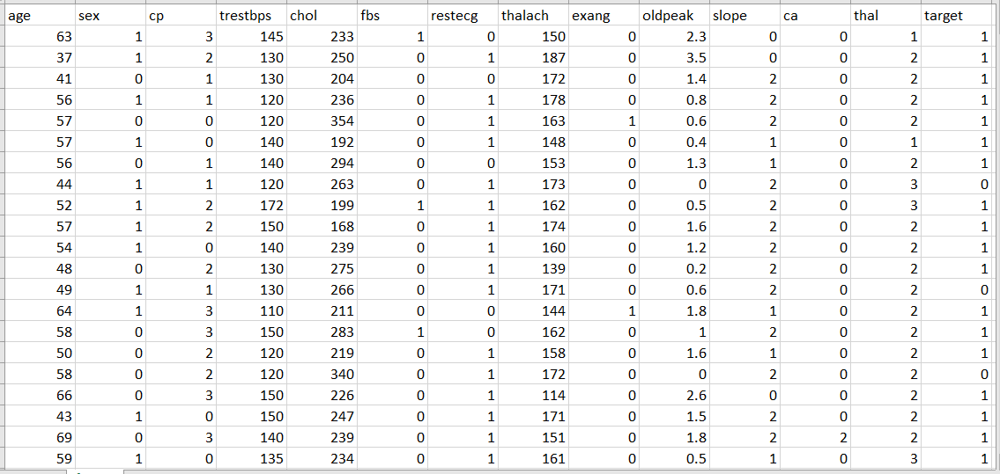 age sex cp trestbps chol fbs restecg thalach exang oldpeak slope ca thal target
63 1 3 145 233 1 0 150 0 2.3 0 0 1 1
37 1 2 130 250 0 1 187 0 3.5 0 0 2 1
41 0 1 130 204 0 0 172 0 1.4 2 0 2 1
56 1 1 120 236 0 1 178 0 0.8 2 0 2 1
57 0 0 120 354 0 1 163 1 0.6 2 0 2 1
57 1 0 140 192 0 1 148 0 0.4 1 0 1 1
56 0 1 140 294 0 0 153 0 1.3 1 0 2 1
44 1 1 120 263 0 1 173 0 0 2 0 3 0
52 1 2 172 199 1 1 162 0 0.5 2 0 3 1
57 1 2 150 168 0 1 174 0 1.6 2 0 2 1
54 1 0 140 239 0 1 160 0 1.2 2 0 2 1
48 0 2 130 275 0 1 139 0 0.2 2 0 2 1
49 1 1 130 266 0 1 171 0 0.6 2 0 2 0
64 1 3 110 211 0 0 144 1 1.8 1 0 2 1
58 0 3 150 283 1 0 162 0 1 2 0 2 1
50 0 2 120 219 0 1 158 0 1.6 1 0 2 1
58 0 2 120 340 0 1 172 0 0 2 0 2 0
66 0 3 150 226 0 1 114 0 2.6 0 0 2 1
43 1 0 150 247 0 1 171 0 1.5 2 0 2 1
69 0 3 140 239 0 1 151 0 1.8 2 2 2 1
59 1 0 135 234 0 1 161 0 0.5 1 0 3 1